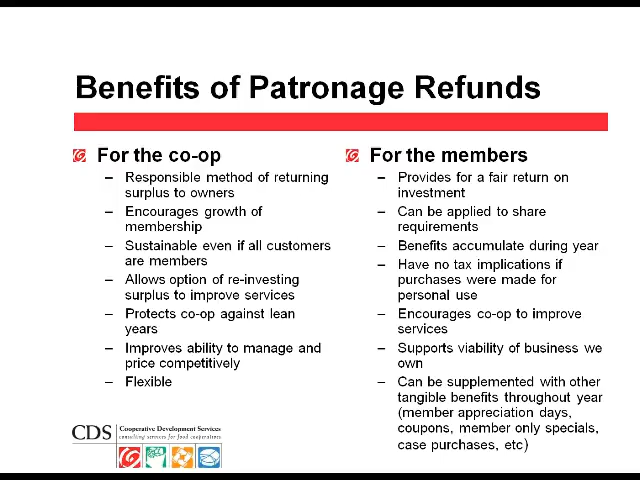 Benefits of Patronage Refunds
For the co-op
– Responsible method of returning
surplus to owners
– Encourages growth of
membership
– Sustainable even if all customers
are members
– Allows option of re-investing
surplus to improve services
– Protects co-op against lean
years
– Improves ability to manage and
price competitively
– Flexible
For the members
– Provides for a fair return on
investment
– Can be applied to share
requirements
– Benefits accumulate during year
– Have no tax implications if
purchases were made for
personal use
– Encourages co-op to improve
services
– Supports viability of business we
own
– Can be supplemented with other
tangible benefits throughout year
(member appreciation days,
coupons, member only specials,
case purchases, etc)
CDS
Cooperative Development Services
consulting services for food cooperatives